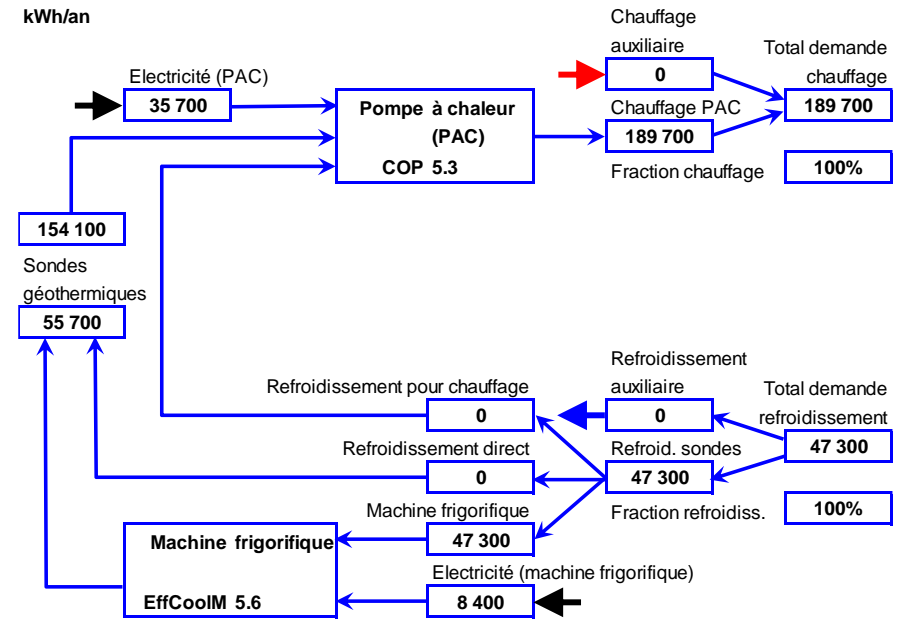 kWh/an
Chauffage
auxiliaire
0
Total demande
chauffage
189 700
Electricité (PAC)
35 700
Pompe à chaleur
(PAC)
COP 5.3
Chauffage PAC
189 700
Fraction chauffage
100%
154 100
Sondes
géothermiques
55 700
Refroidissement
auxiliaire
0
Total demande
refroidissement
47 300
Refroidissement pour chauffage
0
Refroidissement direct
0
Refroid. sondes
47 300
Fraction refroidiss.
100%
Machine frigorifique
47 300
Machine frigorifique
EffCoolM 5.6
Electricité (machine frigorifique)
8 400